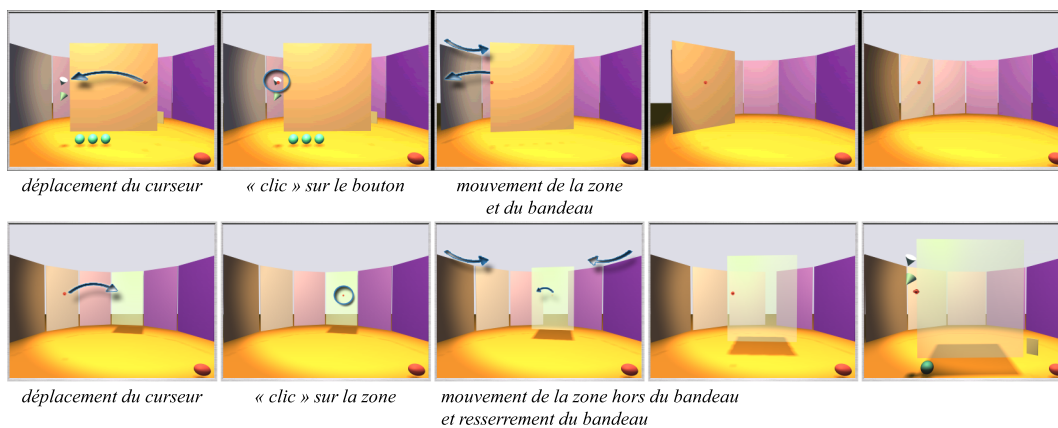 déplacement du curseur
« clic » sur le bouton
mouvement de la zone
et du bandeau
déplacement du curseur
« clic » sur la zone
mouvement de la zone hors du bandeau
et resserrement du bandeau